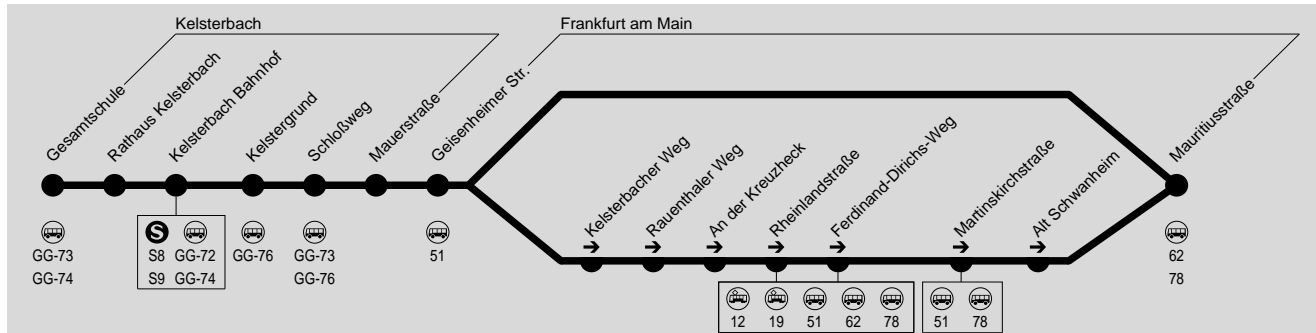 Kelsterbach
Frankfurt am Main
Gesamtschule
Rathaus Kelsterbach
Kelsterbach Bahnhof
Kelstergrund
Schloßweg
Mauerstraße
Geisenheimer Str.
Kelsterbacher Weg
Rauenthaler Weg
An der Kreuzheck
Rheinlandstraße
Ferdinand-Dirichs-Weg
Martinskirchstraße
Alt Schwanheim
Mauritiusstraße
GG-73
GG-74
S
S8 GG-72
S9 GG-74
GG-76
GG-73
GG-76
51
12 19 51 62 78
51 78
62
78